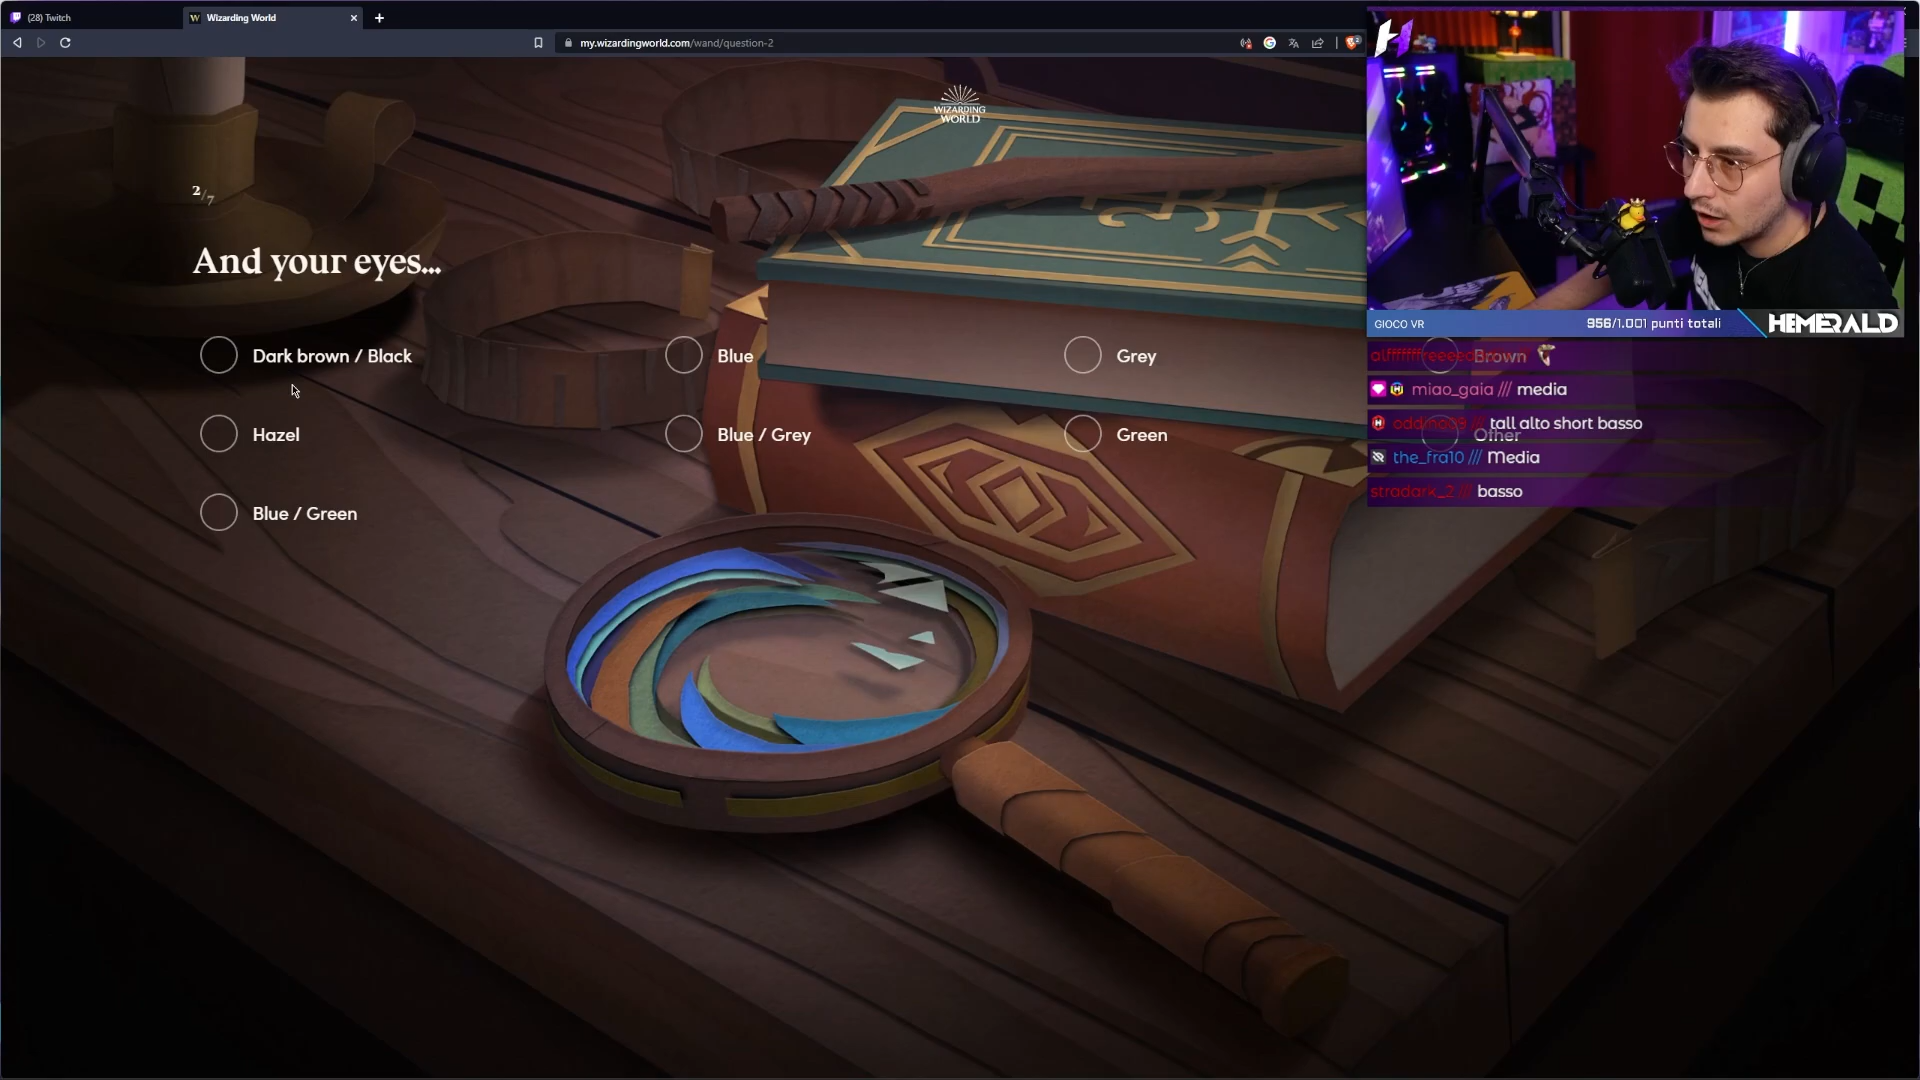 (28) Twitch
Wizarding World
my.wizardingworld.com/wand/question-2
WIZARDING
WORLD
2/7
And your eyes...
Dark brown / Black
Blue
Grey
Brown
Hazel
Blue / Grey
Green
Other
Blue / Green
GIOCO VR
956/1.001 punti totali
HEMERALD
miao_gaia /// media
oddino09 /// tall alto short basso
the_fra10 /// Media
stradark_2 /// basso